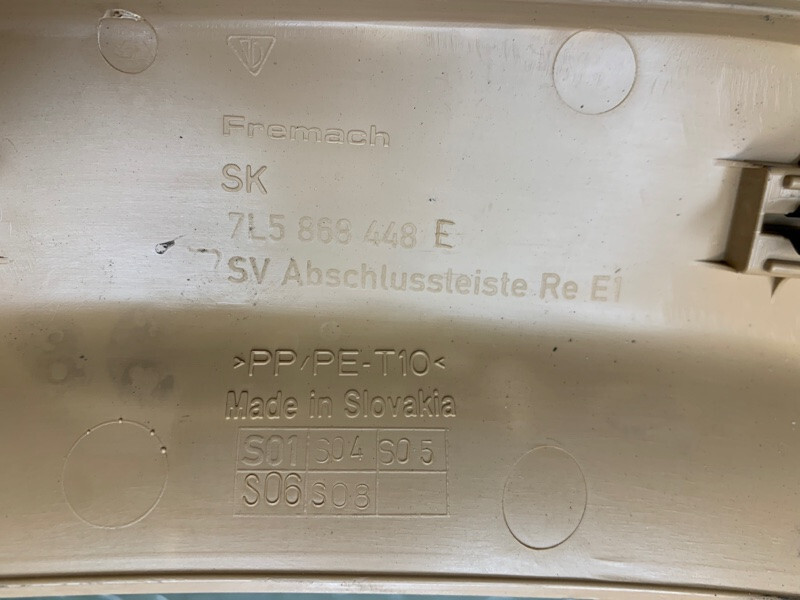 Fremach
SK
7L5 868 448 E
SV Abschlussleiste Re E1
>PP/PE-T10<
Made in Slovakia
S01 S04 S05
S06 S08